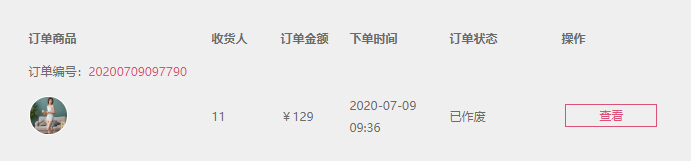 订单商品 收货人 订单金额 下单时间 订单状态 操作
订单编号：20200709097790
11 ￥129 2020-07-09 09:36 已作废 查看